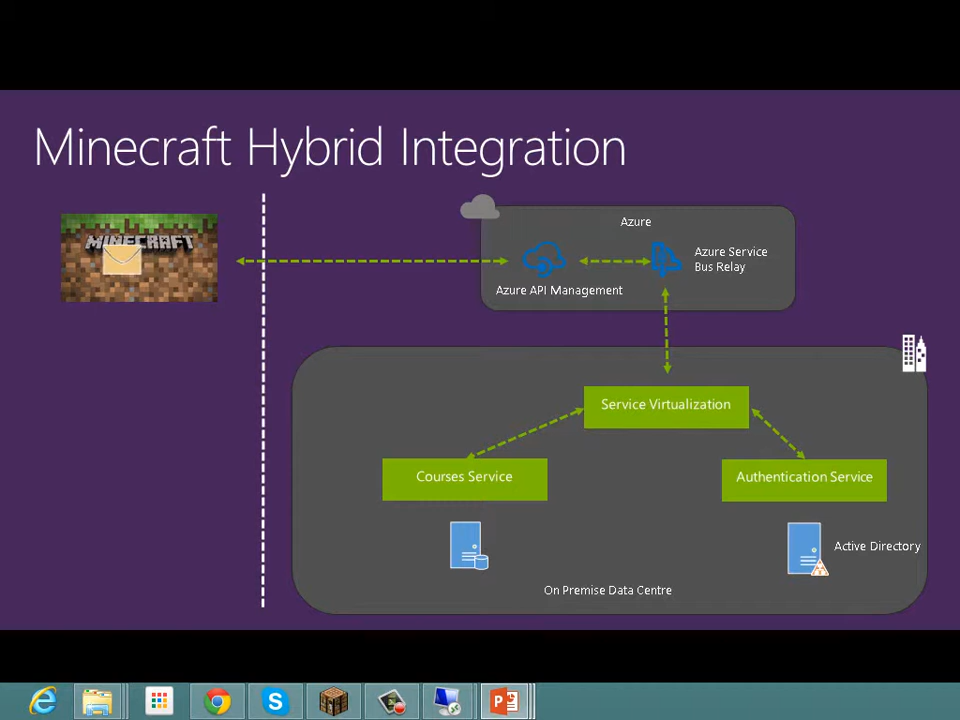 Minecraft Hybrid Integration
MINECRAFT
Azure
Azure Service
Bus Relay
Azure API Management
Service Virtualization
Courses Service
Authentication Service
Active Directory
On Premise Data Centre